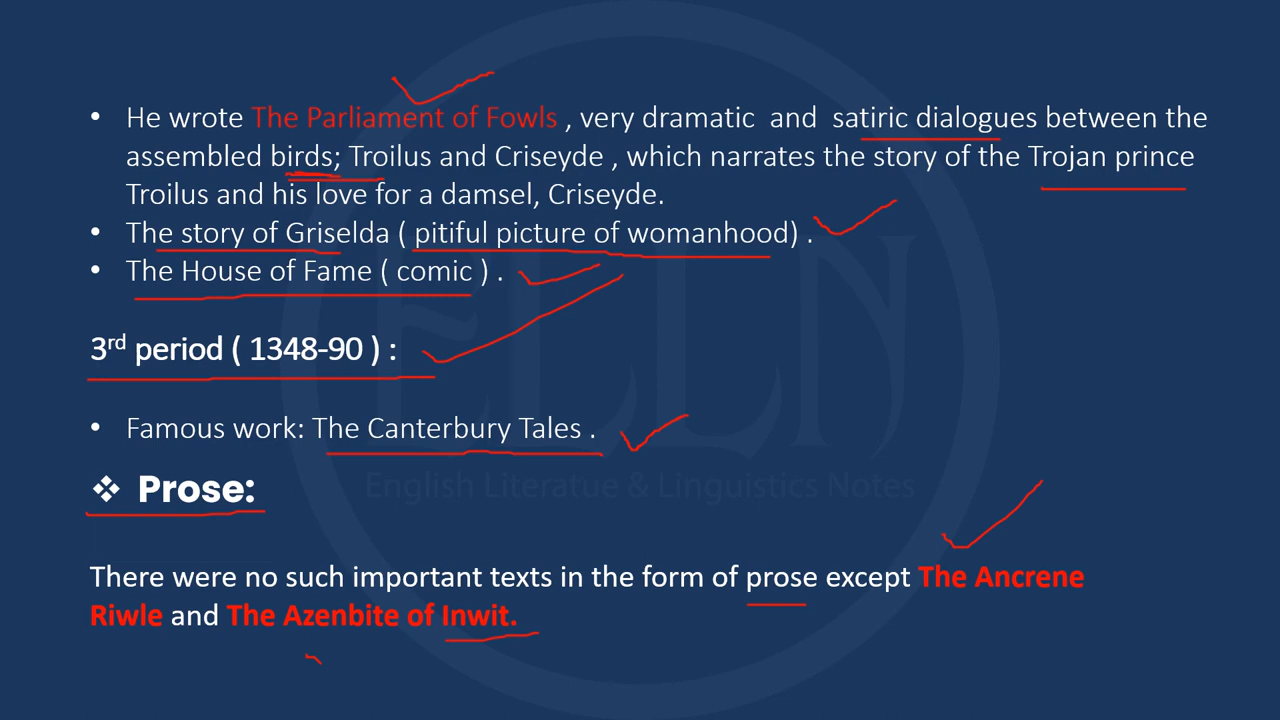 • He wrote The Parliament of Fowls , very dramatic and satiric dialogues between the
assembled birds; Troilus and Criseyde , which narrates the story of the Trojan prince
Troilus and his love for a damsel, Criseyde.
• The story of Griselda ( pitiful picture of womanhood) .
• The House of Fame ( comic ) .
3rd period ( 1348-90 ) :
• Famous work: The Canterbury Tales .
❖ Prose:
ELLN
English Literatue & Linguistic Notes
There were no such important texts in the form of prose except The Ancrene
Riwle and The Azenbite of Inwit.